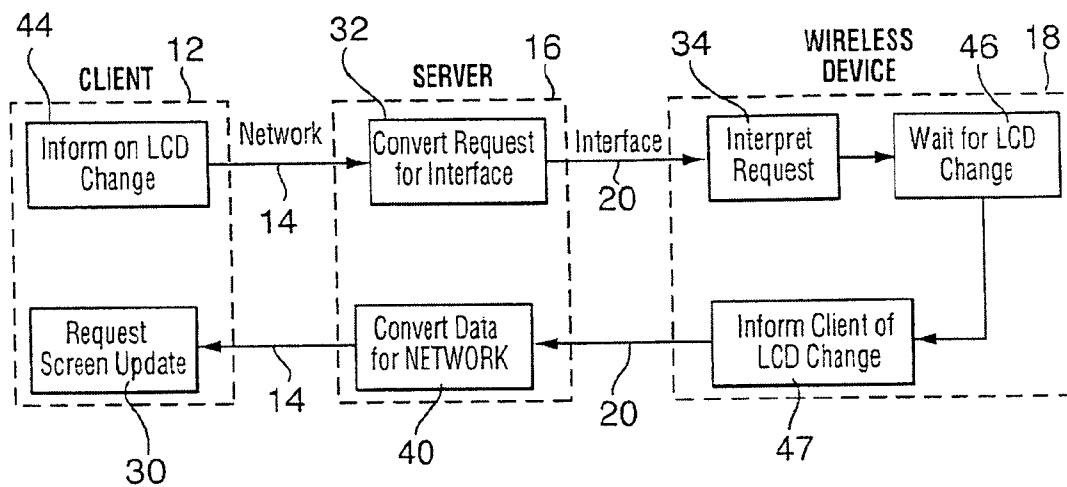 44
CLIENT
12
32
SERVER
16
34
WIRELESS
DEVICE
46
18
Inform on LCD
Change
Network
14
Convert Request
for Interface
Interface
20
Interpret
Request
Wait for LCD
Change
Request
Screen Update
14
Convert Data
for NETWORK
20
Inform Client of
LCD Change
30
40
47